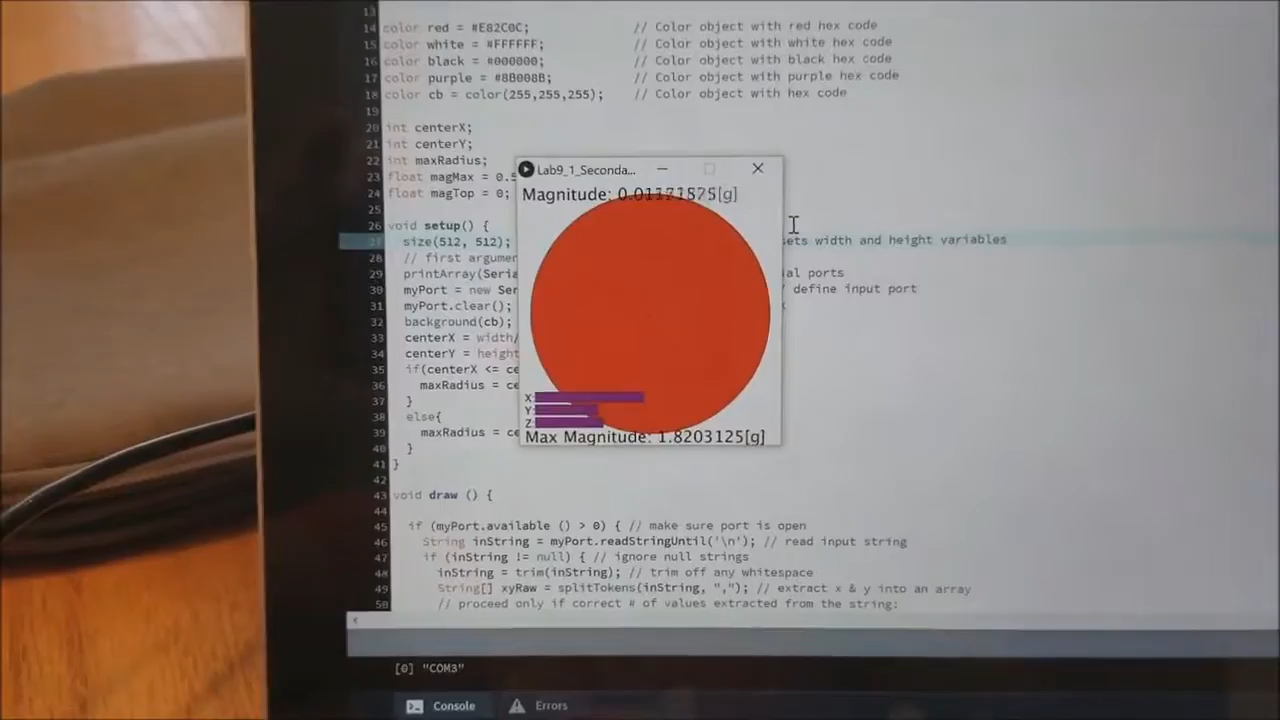 13
14 color red = #E82C0C; // Color object with red hex code
15 color white = #FFFFFF; // Color object with white hex code
16 color black = #000000; // Color object with black hex code
17 color purple = #8B008B; // Color object with purple hex code
18 color cb = color(255,255,255); // Color object with hex code
19
20 int centerX;
21 int centerY;
22 int maxRadius;
23 float magMax = 0.5
24 float magTop = 0;
25
26 void setup() {
27 size(512, 512); sets width and height variables
28 // first argum
29 printArray(Seria al ports
30 myPort = new Ser / define input port
31 myPort.clear();
32 background(cb);
33 centerX = width/
34 centerY = height
35 if(centerX <= ce
36 maxRadius = ce
37 }
38 else{
39 maxRadius = ce
40 }
41 }
42
43 void draw () {
44
45 if (myPort.available () > 0) { // make sure port is open
46 String inString = myPort.readStringUntil('\n'); // read input string
47 if (inString != null) { // ignore null strings
48 inString = trim(inString); // trim off any whitespace
49 String[] xyRaw = splitTokens(inString, ","); // extract x & y into an array
50 // proceed only if correct # of values extracted from the string:
Lab9_1_Seconda...
Magnitude: 0.01171575[g]
X:
Y:
Z:
Max Magnitude: 1.8203125[g]
[0] "COM3"
Console Errors